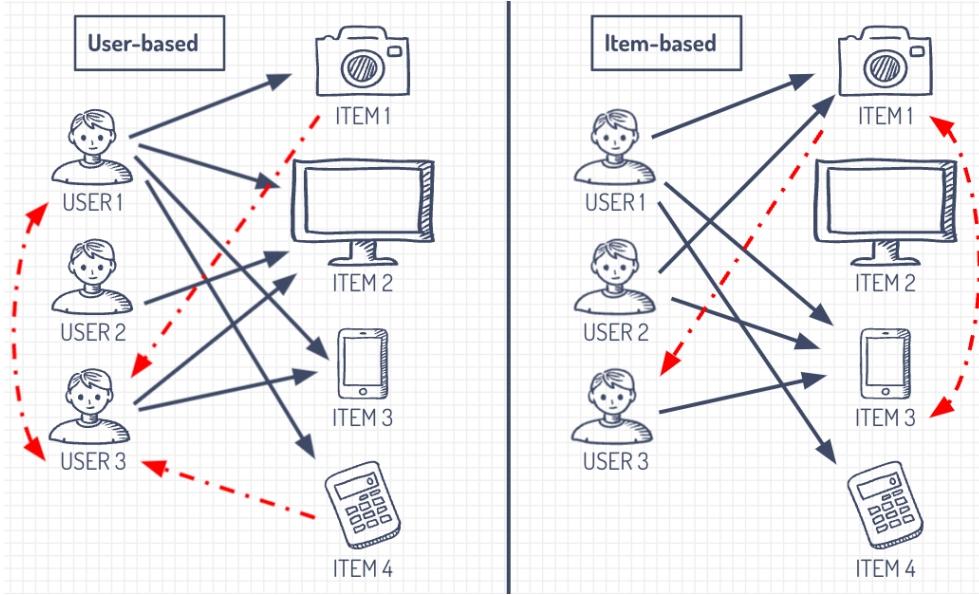 User-based
ITEM 1
USER 1
ITEM 2
USER 2
ITEM 3
USER 3
ITEM 4
Item-based
ITEM 1
USER 1
ITEM 2
USER 2
ITEM 3
USER 3
ITEM 4